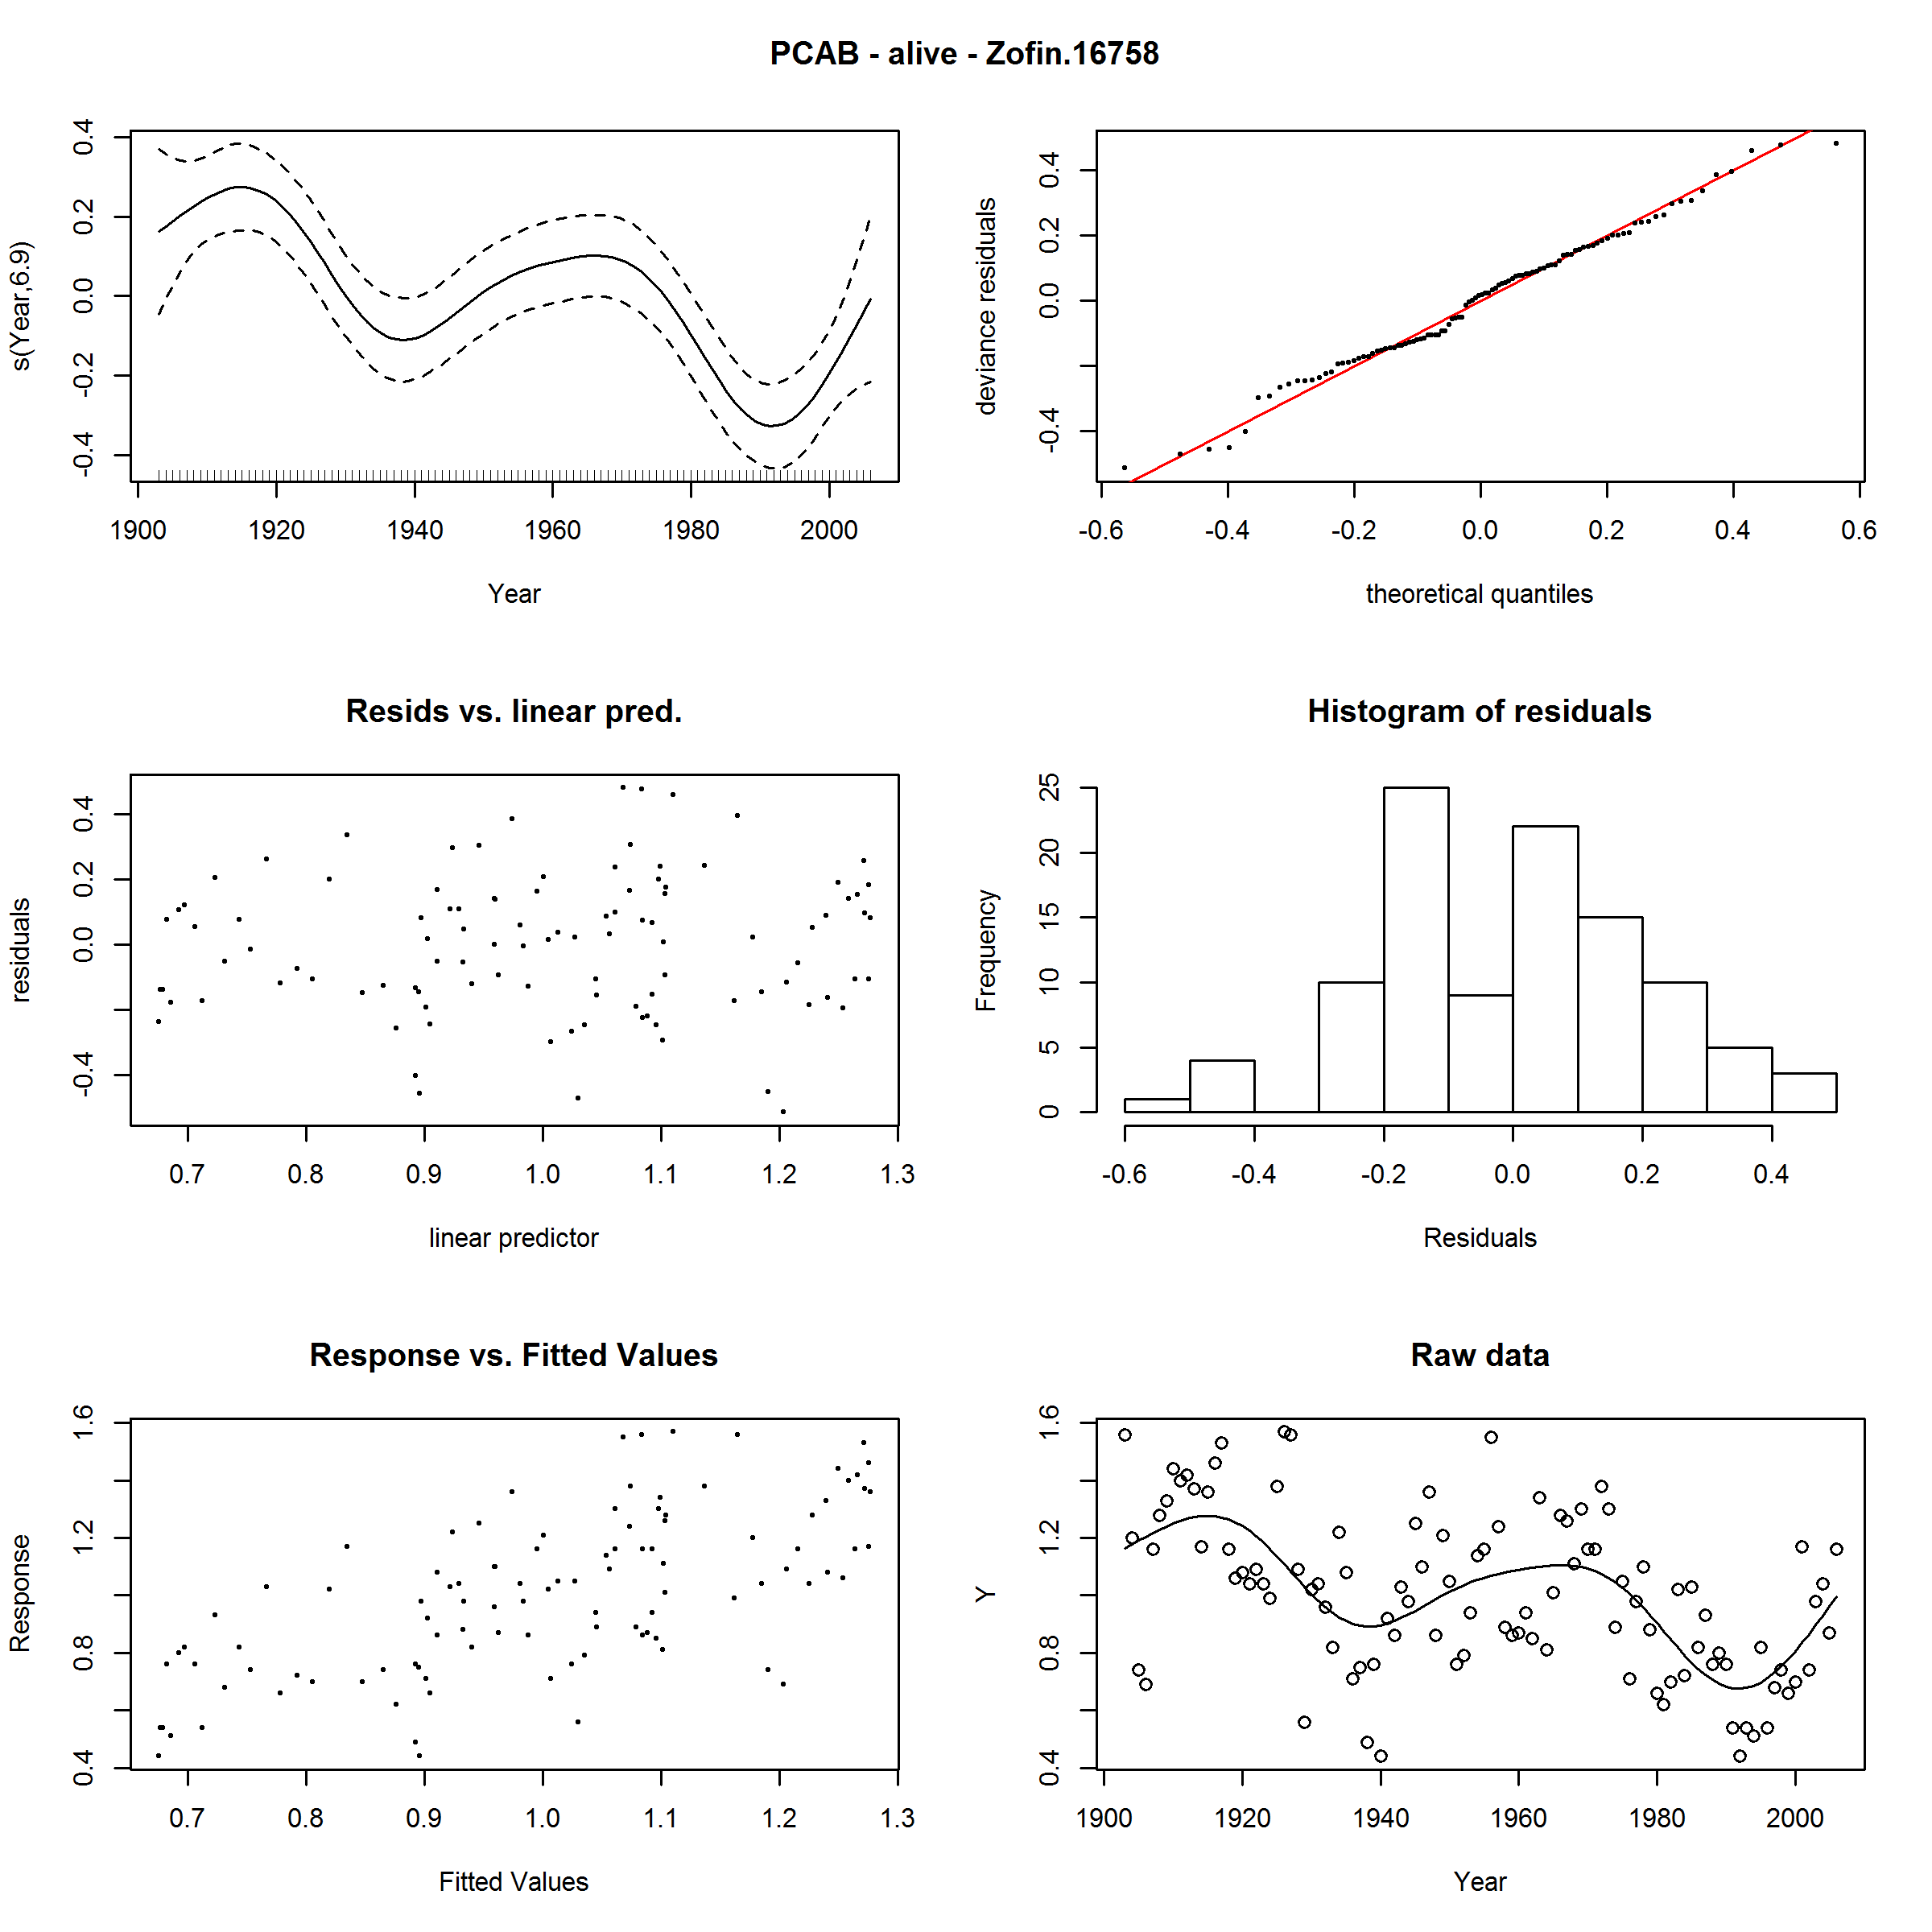 PCAB - alive - Zofin.16758
s(Year,6.9)
-0.4 -0.2 0.0 0.2 0.4
1900 1920 1940 1960 1980 2000
Year
deviance residuals
-0.4 0.0 0.2 0.4
-0.6 -0.4 -0.2 0.0 0.2 0.4 0.6
theoretical quantiles
Resids vs. linear pred.
residuals
-0.4 0.0 0.2 0.4
0.7 0.8 0.9 1.0 1.1 1.2 1.3
linear predictor
Histogram of residuals
Frequency
0 5 10 15 20 25
-0.6 -0.4 -0.2 0.0 0.2 0.4
Residuals
Response vs. Fitted Values
Response
0.4 0.8 1.2 1.6
0.7 0.8 0.9 1.0 1.1 1.2 1.3
Fitted Values
Raw data
Y
0.4 0.8 1.2 1.6
1900 1920 1940 1960 1980 2000
Year